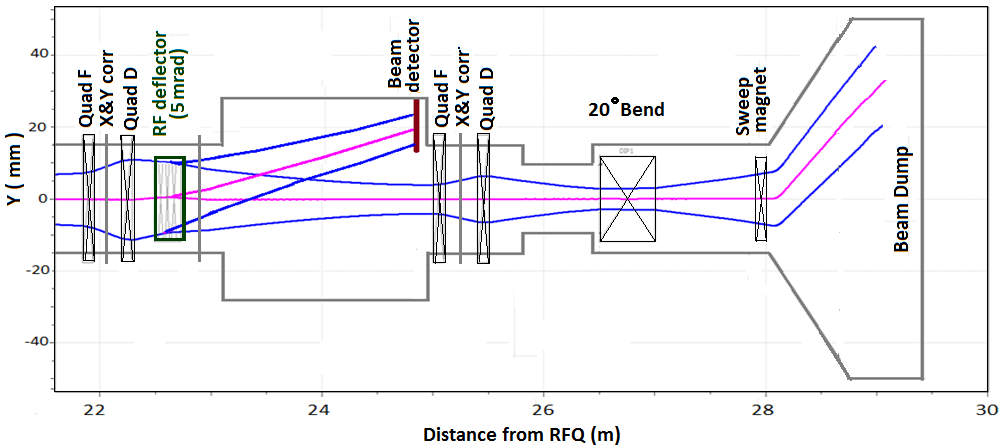 Y ( mm )
40
20
0
-20
-40
Quad F
X&Y corr
Quad D
RF deflector
(5 mrad)
Beam
detector
Quad F
X&Y corr
Quad D
20° Bend
DIP1
Sweep
magnet
Beam Dump
22
24
25
26
28
30
Distance from RFQ (m)